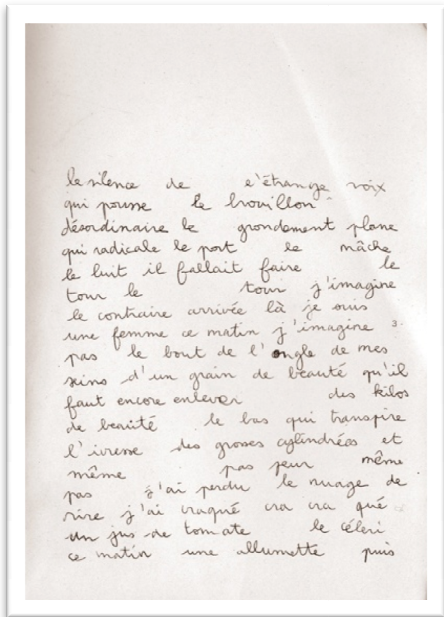 le silence de l'étrange voix
qui pousse le brouillon
désordinaire le grondement plane
qui radicale le port le mâche
le luit il fallait faire le
tour le tour j'imagine
le contraire arrivée là je suis
une femme ce matin j'imagine
pas le bout de l'ongle de mes
seins d'un grain de beauté qu'il
faut encore enlever des kilos
de beauté le bas qui transpire
l'ivresse des grosses cylindrées et
même pas peur même
pas j'ai perdu le nuage de
rire j'ai craqué cra cra qué
un jus de tomate le céleri
ce matin une allumette puis